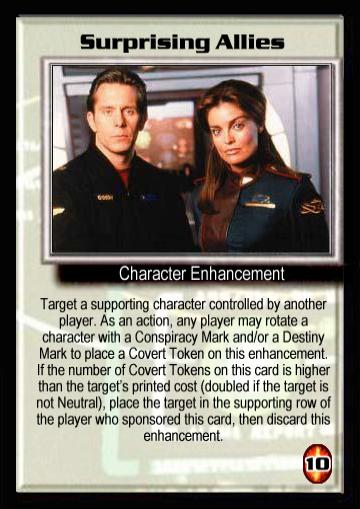 Surprising Allies
Character Enhancement
Target a supporting character controlled by another
player. As an action, any player may rotate a
character with a Conspiracy Mark and/or a Destiny
Mark to place a Covert Token on this enhancement.
If the number of Covert Tokens on this card is higher
than the target's printed cost (doubled if the target is
not Neutral), place the target in the supporting row of
the player who sponsored this card, then discard this
enhancement.
10